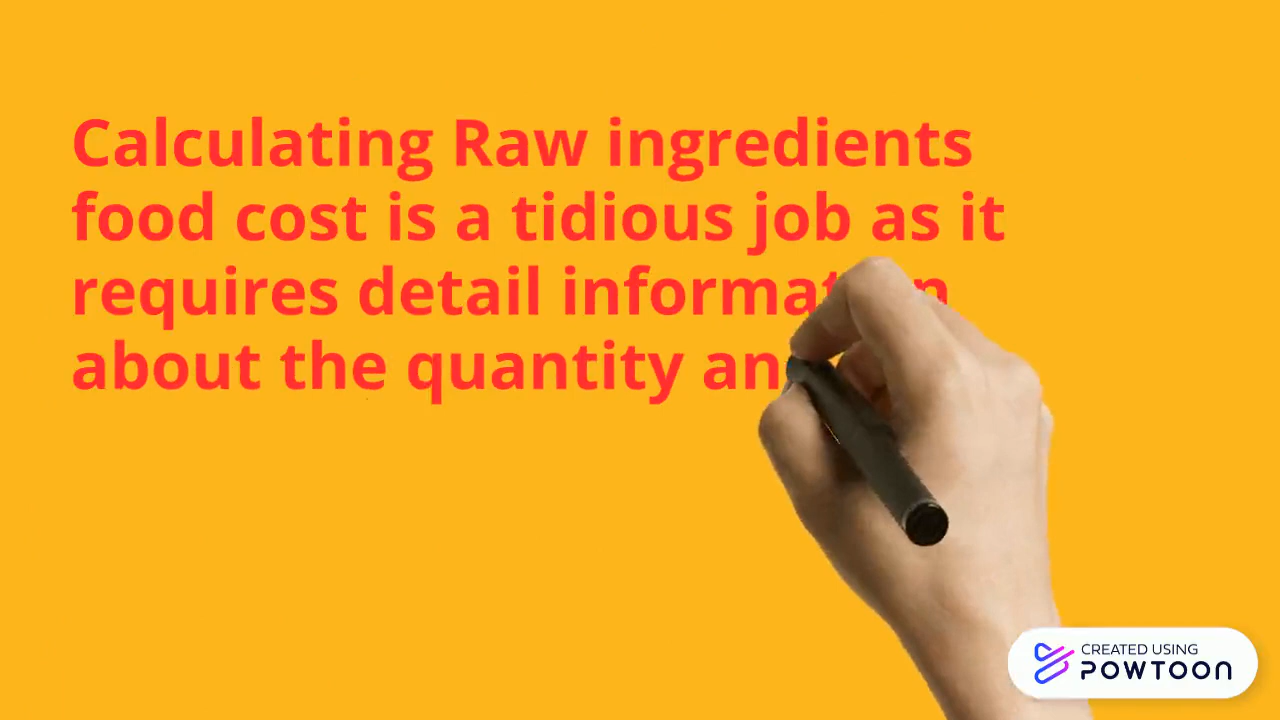 Calculating Raw ingredients
food cost is a tidious job as it
requires detail
about the quantity
CREATED USING
POWTOON